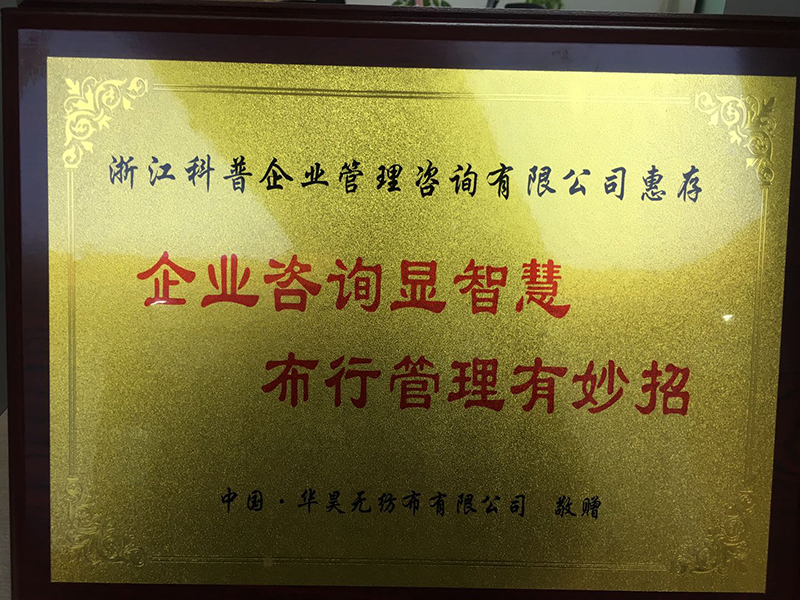 浙江科普企业管理咨询有限公司惠存
企业咨询显智慧
布行管理有妙招
中国·华昊无纺布有限公司 敬赠